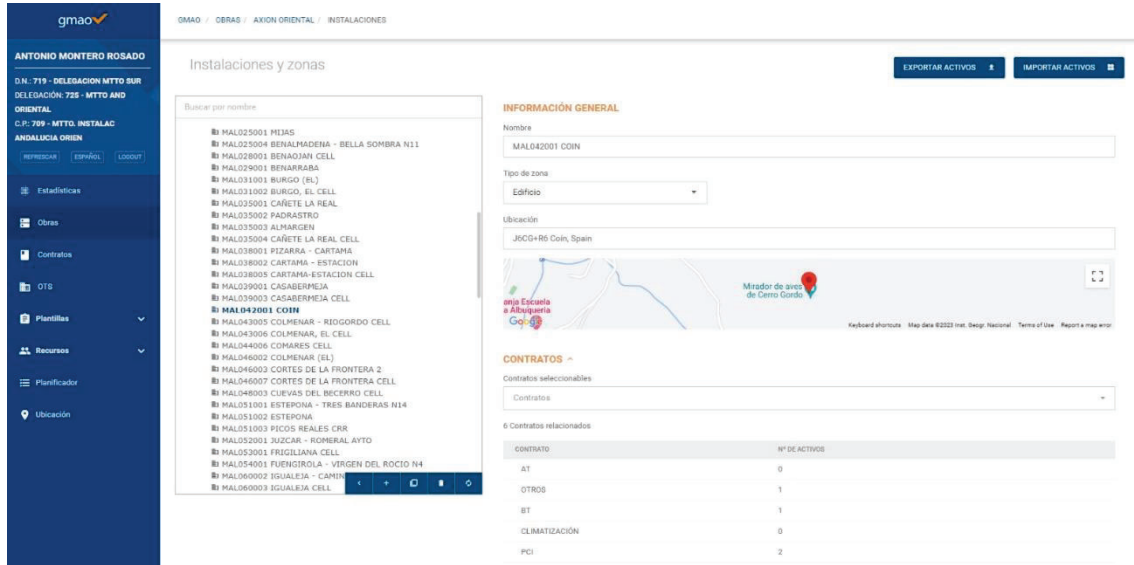 gmao
GMAO / OBRAS / AXION ORIENTAL / INSTALACIONES
ANTONIO MONTERO ROSADO
D.N.: 719 - DELEGACION MTTO SUR
DELEGACIÓN: 725 - MTTO AND
ORIENTAL
C.P.: 709 - MTTO. INSTALAC
ANDALUCIA ORIEN
REFRESCAR ESPAÑOL LOGOUT
Estadísticas
Obras
Contratos
OTS
Plantillas
Recursos
Planificador
Ubicación
Instalaciones y zonas
EXPORTAR ACTIVOS
IMPORTAR ACTIVOS
Buscar por nombre
MAL025001 MIJAS
MAL025004 BENALMADENA - BELLA SOMBRA N11
MAL028001 BENAOJAN CELL
MAL029001 BENARRABA
MAL031001 BURGO (EL)
MAL031002 BURGO, EL CELL
MAL035001 CAÑETE LA REAL
MAL035002 PADRASTRO
MAL035003 ALMARGEN
MAL035004 CAÑETE LA REAL CELL
MAL038001 PIZARRA - CARTAMA
MAL038002 CARTAMA - ESTACION
MAL038005 CARTAMA-ESTACION CELL
MAL039001 CASABERMEJA
MAL039003 CASABERMEJA CELL
MAL042001 COIN
MAL043005 COLMENAR - RIOGORDO CELL
MAL043006 COLMENAR, EL CELL
MAL044006 COMARES CELL
MAL046002 COLMENAR (EL)
MAL046003 CORTES DE LA FRONTERA 2
MAL046007 CORTES DE LA FRONTERA CELL
MAL048003 CUEVAS DEL BECERRO CELL
MAL051001 ESTEPONA - TRES BANDERAS N14
MAL051002 ESTEPONA
MAL051003 PICOS REALES CRR
MAL052001 JUZCAR - ROMERAL AYTO
MAL053001 FRIGILIANA CELL
MAL054001 FUENGIROLA - VIRGEN DEL ROCIO N4
MAL060002 IGUALEJA - CAMIN
MAL060003 IGUALEJA CELL
INFORMACIÓN GENERAL
Nombre
MAL042001 COIN
Tipo de zona
Edificio
Ubicación
J6CG+R6 Coín, Spain
Mirador de aves
de Cerro Gordo
anja Escuela
a Albuqueria
Google
Keyboard shortcuts Map data ©2023 Inst. Geogr. Nacional Terms of Use Report a map error
CONTRATOS
Contratos seleccionables
Contratos
6 Contratos relacionados
CONTRATO Nº DE ACTIVOS
AT 0
OTROS 1
BT 1
CLIMATIZACIÓN 0
PCI 2